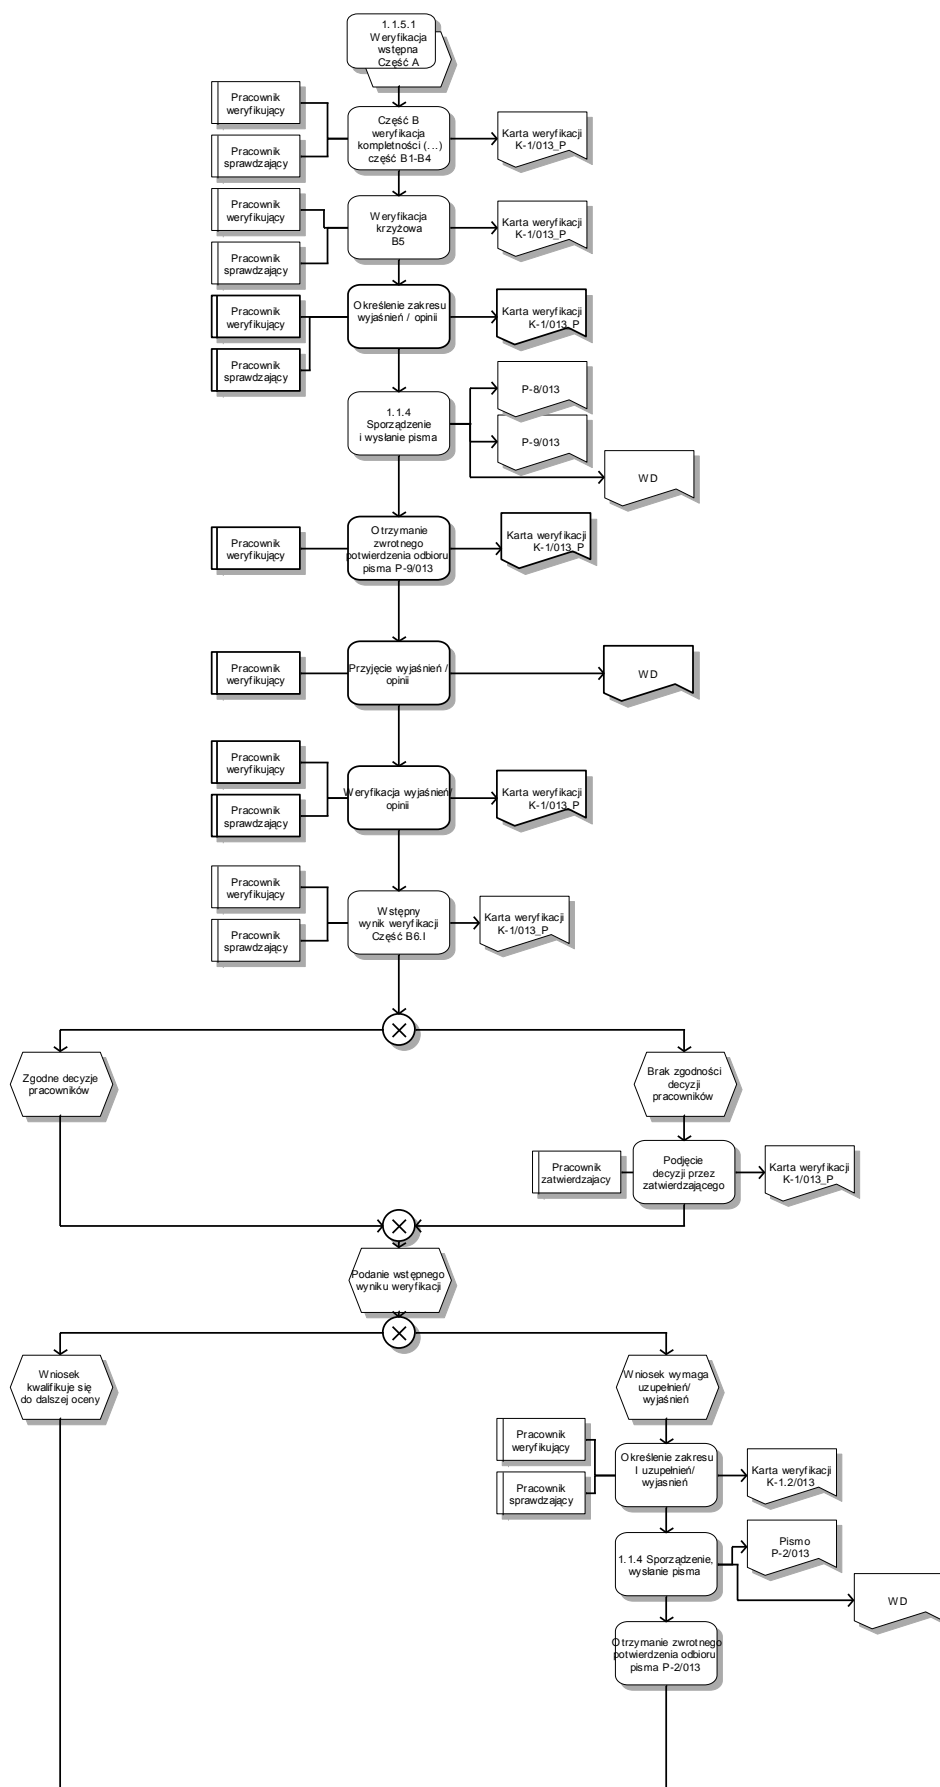 1.1.5.1
Weryfikacja
wstępna
Część A
Pracownik
weryfikujący
Pracownik
sprawdzający
Część B
weryfikacja
kompletności (...)
część B1-B4
Karta weryfikacji
K-1/013_P
Pracownik
weryfikujący
Pracownik
sprawdzający
Weryfikacja
krzyżowa
B5
Karta weryfikacji
K-1/013_P
Pracownik
weryfikujący
Pracownik
sprawdzający
Określenie zakresu
wyjaśnień / opinii
Karta weryfikacji
K-1/013_P
1.1.4
Sporządzenie
i wysłanie pisma
P-8/013
P-9/013
WD
Pracownik
weryfikujący
Otrzymanie
zwrotnego
potwierdzenia odbioru
pisma P-9/013
Karta weryfikacji
K-1/013_P
Pracownik
weryfikujący
Przyjęcie wyjaśnień /
opinii
WD
Pracownik
weryfikujący
Pracownik
sprawdzający
Weryfikacja wyjaśnień/
opinii
Karta weryfikacji
K-1/013_P
Pracownik
weryfikujący
Pracownik
sprawdzający
Wstępny
wynik weryfikacji
Część B6.I
Karta weryfikacji
K-1/013_P
Zgodne decyzje
pracowników
Brak zgodności
decyzji
pracowników
Pracownik
zatwierdzajacy
Podjęcie
decyzji przez
zatwierdzającego
Karta weryfikacji
K-1/013_P
Podanie wstępnego
wyniku weryfikacji
Wniosek
kwalifikuje się
do dalszej oceny
Wniosek wymaga
uzupełnień/
wyjaśnień
Pracownik
weryfikujący
Pracownik
sprawdzający
Określenie zakresu
I uzupełnień/
wyjasnień
Karta weryfikacji
K-1.2/013
1.1.4 Sporządzenie,
wysłanie pisma
Pismo
P-2/013
WD
Otrzymanie zwrotnego
potwierdzenia odbioru
pisma P-2/013